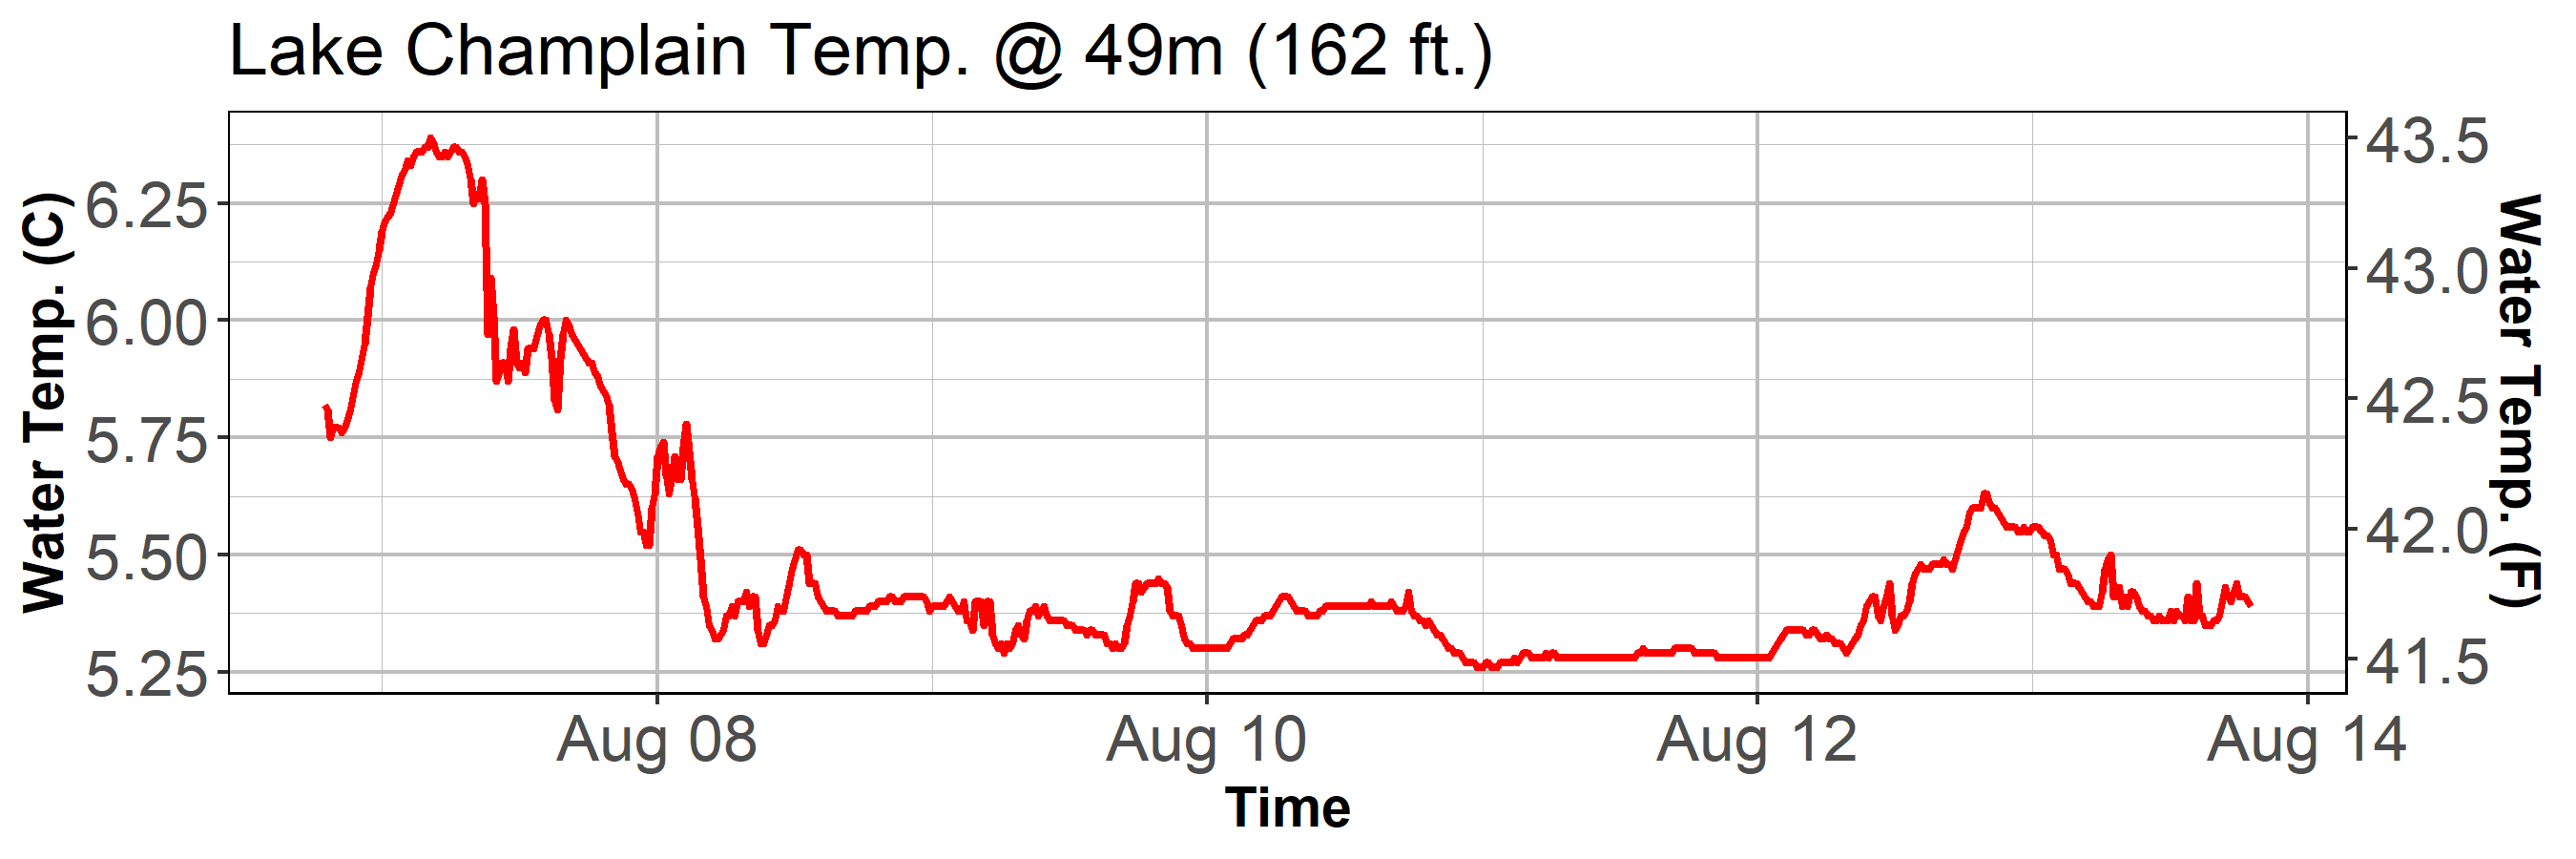 Lake Champlain Temp. @ 49m (162 ft.)
Water Temp. (C)
6.25
6.00
5.75
5.50
5.25
43.5
43.0
42.5
42.0
41.5
Water Temp. (F)
Aug 08
Aug 10
Aug 12
Aug 14
Time